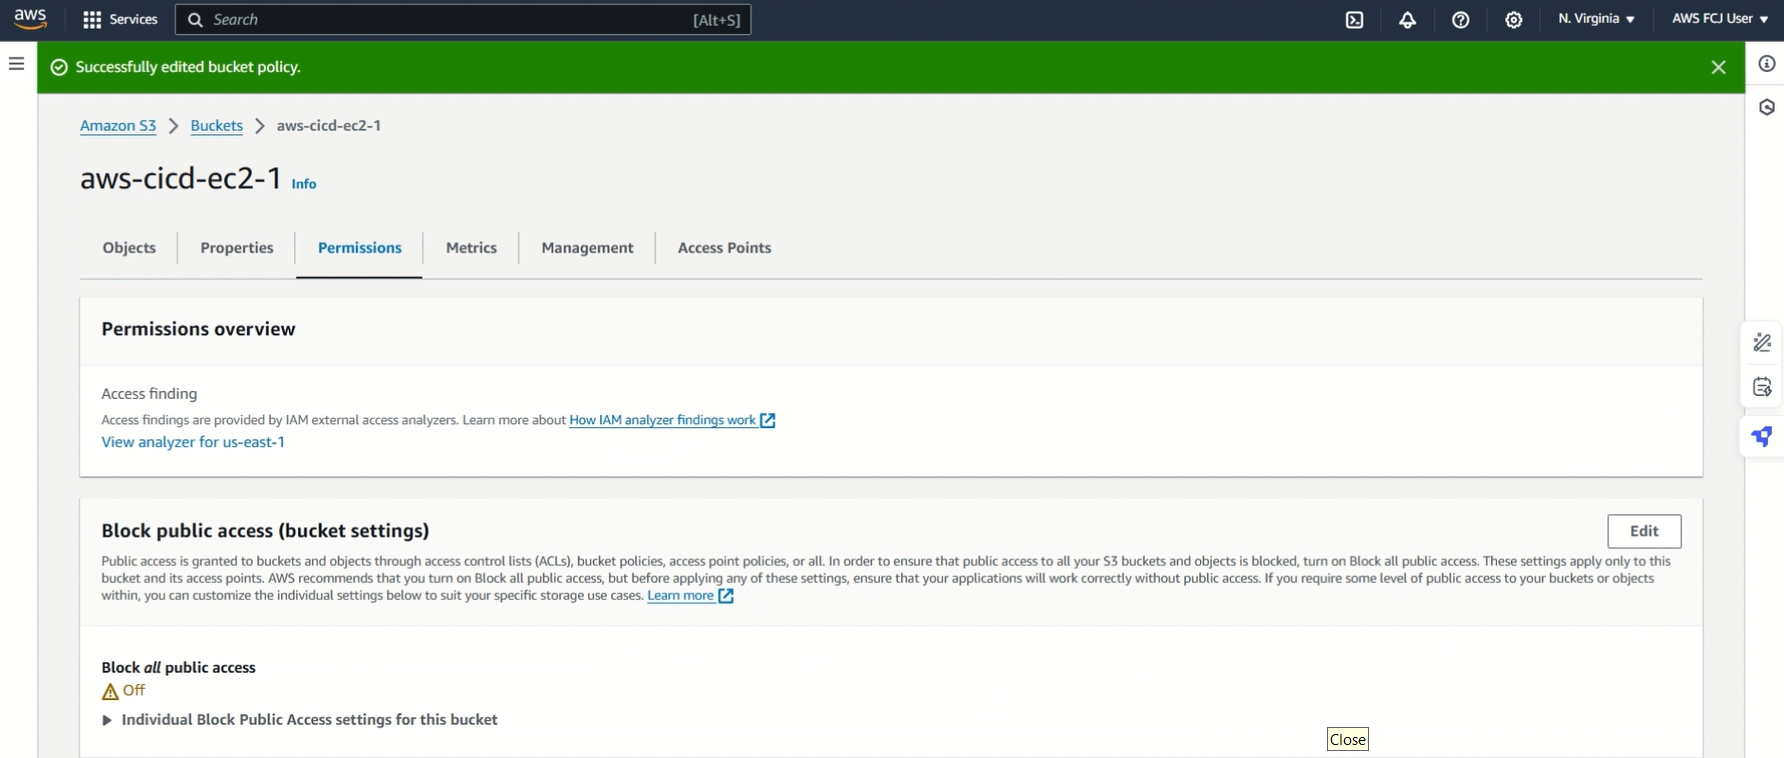 aws
Services
Search
[Alt+S]
N. Virginia
AWS FCJ User
Successfully edited bucket policy.
Amazon S3
Buckets
aws-cicd-ec2-1
aws-cicd-ec2-1
Info
Objects
Properties
Permissions
Metrics
Management
Access Points
Permissions overview
Access finding
Access findings are provided by IAM external access analyzers. Learn more about How IAM analyzer findings work
View analyzer for us-east-1
Block public access (bucket settings)
Edit
Public access is granted to buckets and objects through access control lists (ACLs), bucket policies, access point policies, or all. In order to ensure that public access to all your S3 buckets and objects is blocked, turn on Block all public access. These settings apply only to this
bucket and its access points. AWS recommends that you turn on Block all public access, but before applying any of these settings, ensure that your applications will work correctly without public access. If you require some level of public access to your buckets or objects
within, you can customize the individual settings below to suit your specific storage use cases. Learn more
Block all public access
Off
Individual Block Public Access settings for this bucket
Close